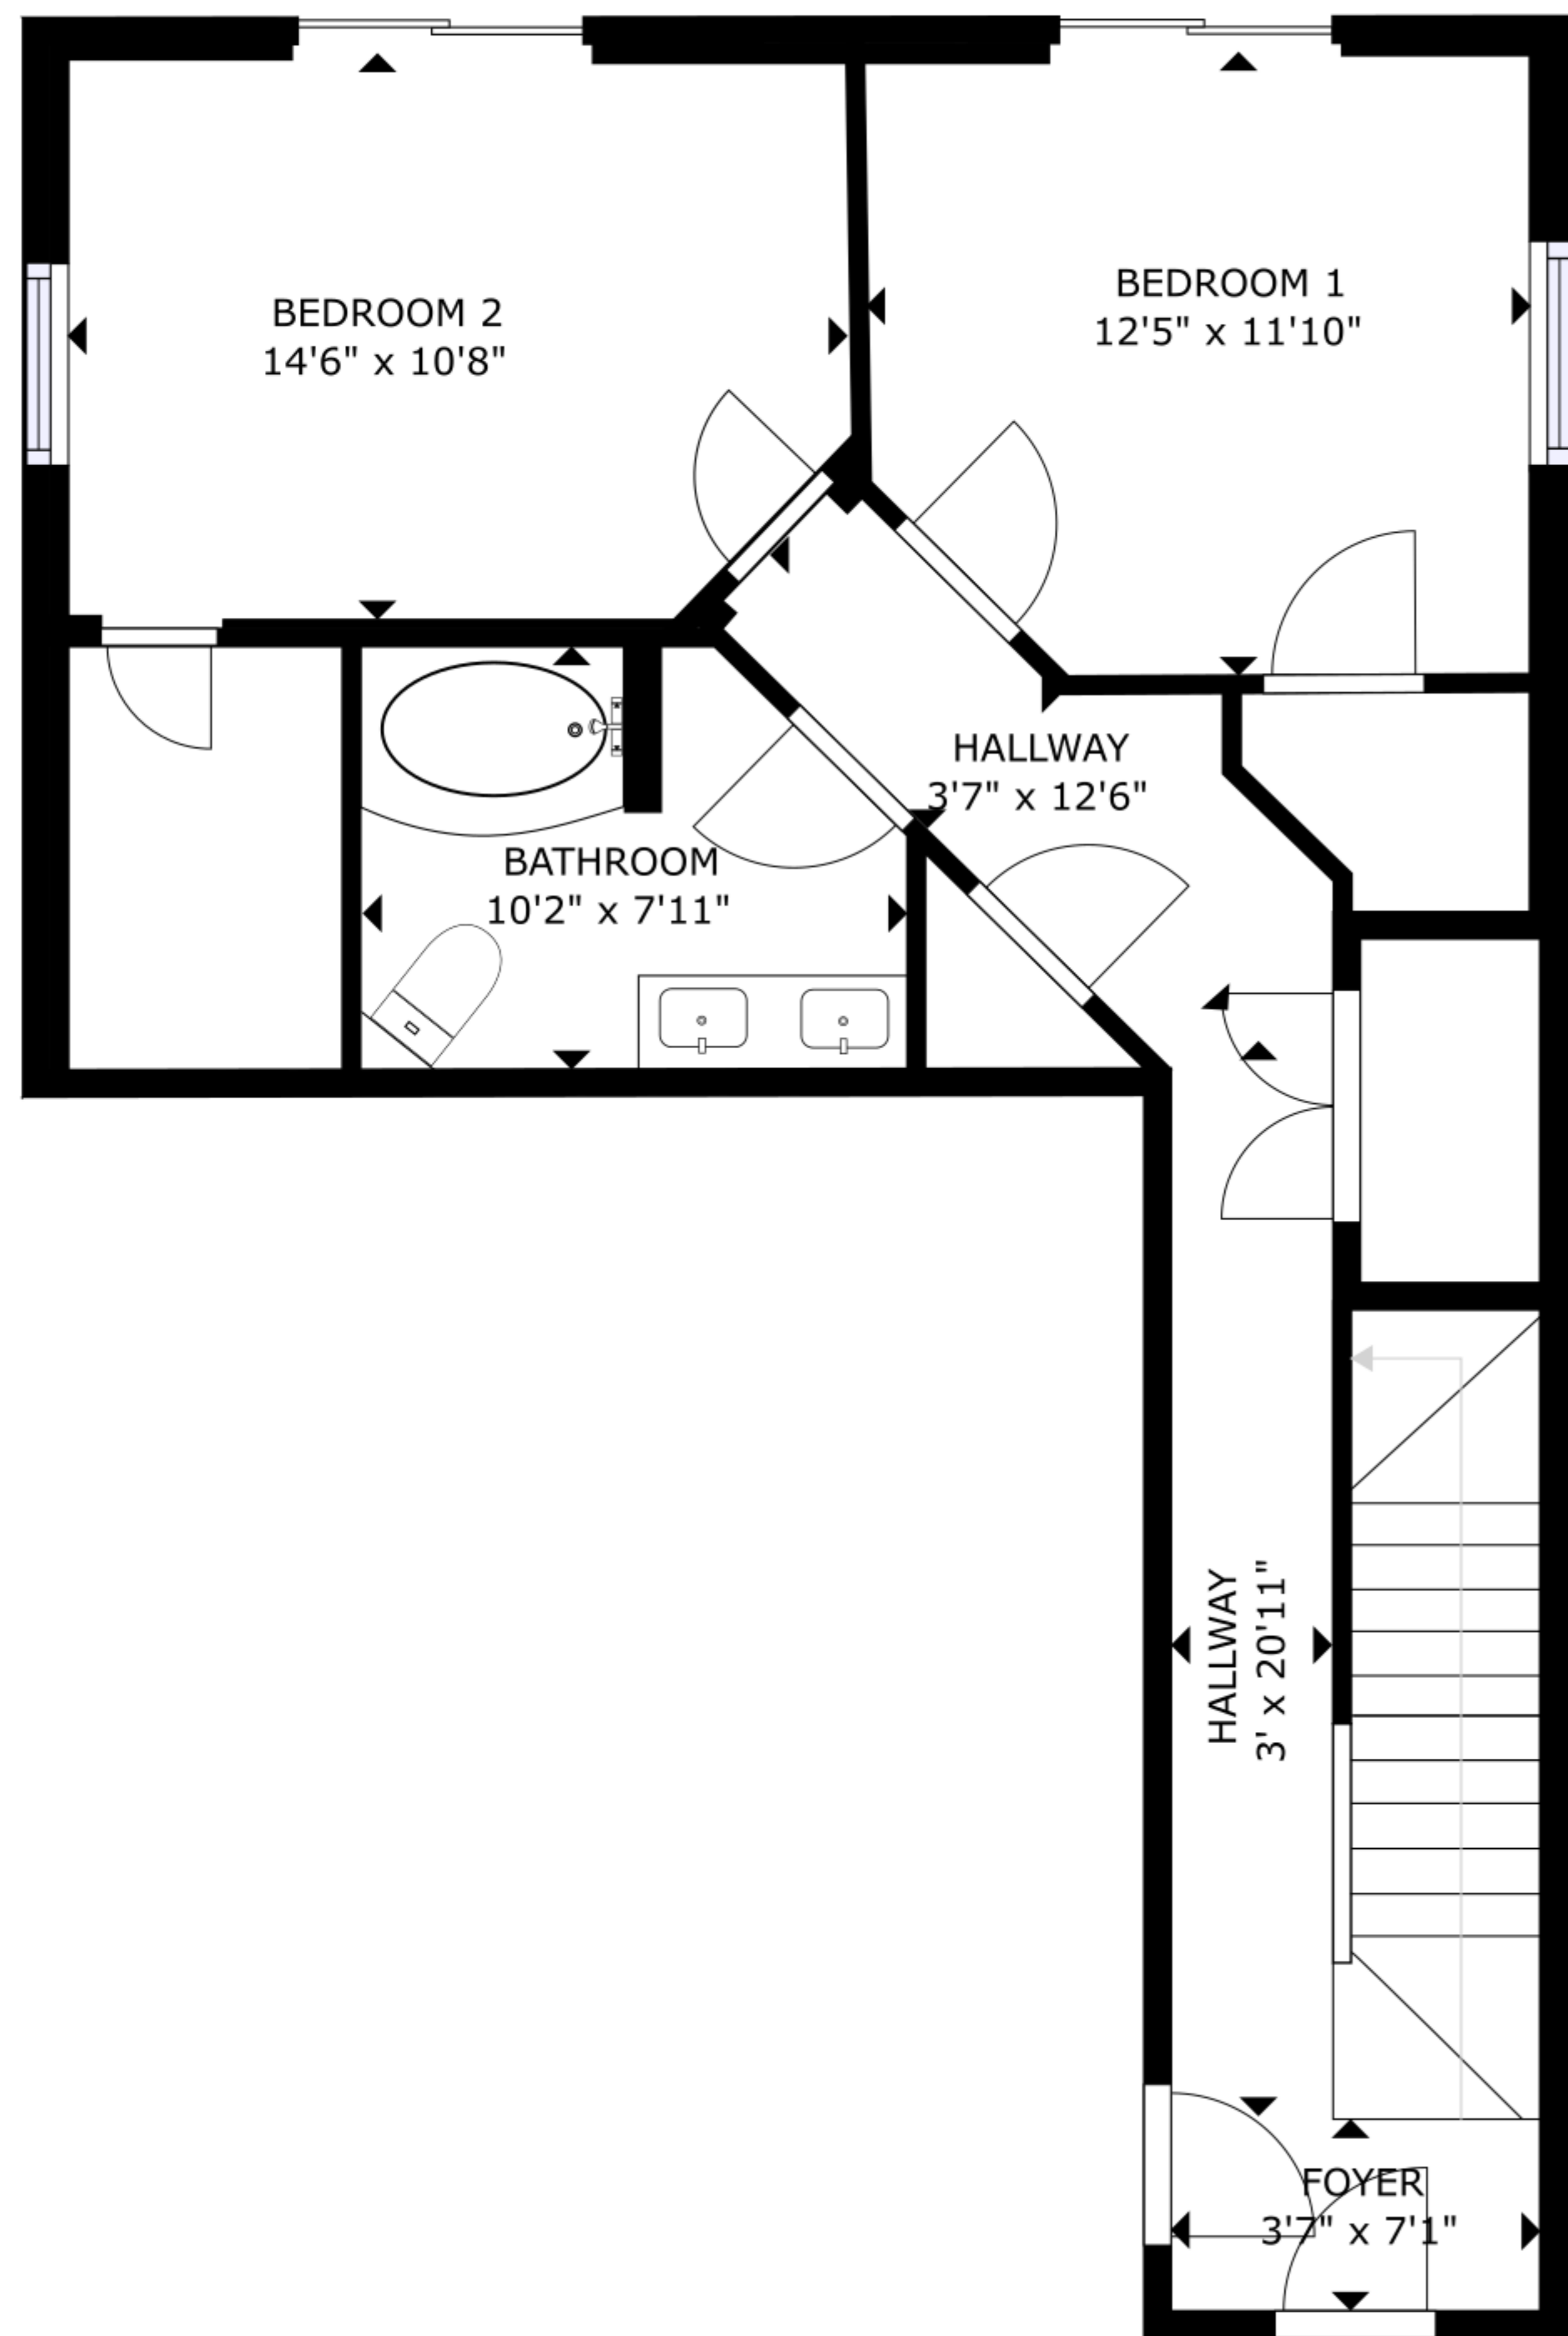 BEDROOM 2
14'6" x 10'8"
BEDROOM 1
12'5" x 11'10"
HALLWAY
3'7" x 12'6"
BATHROOM
10'2" x 7'11"
HALLWAY
3' x 20'11"
FOYER
3'7" x 7'1"